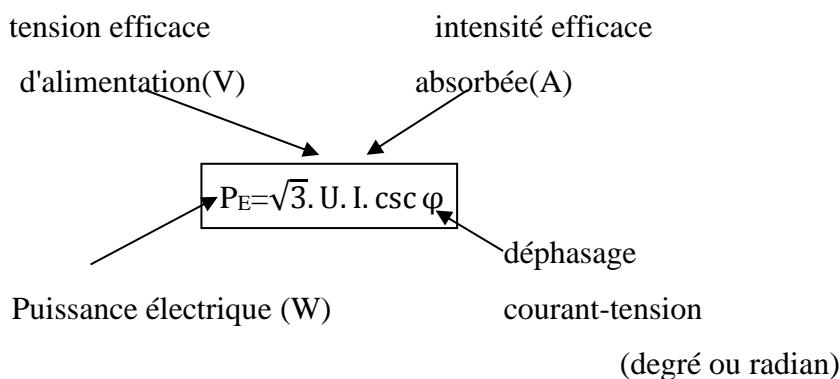 tension efficace
intensité efficace
d'alimentation(V)
absorbée(A)
PE=√3. U. I. csc φ
déphasage
Puissance électrique (W)
courant-tension
(degré ou radian)